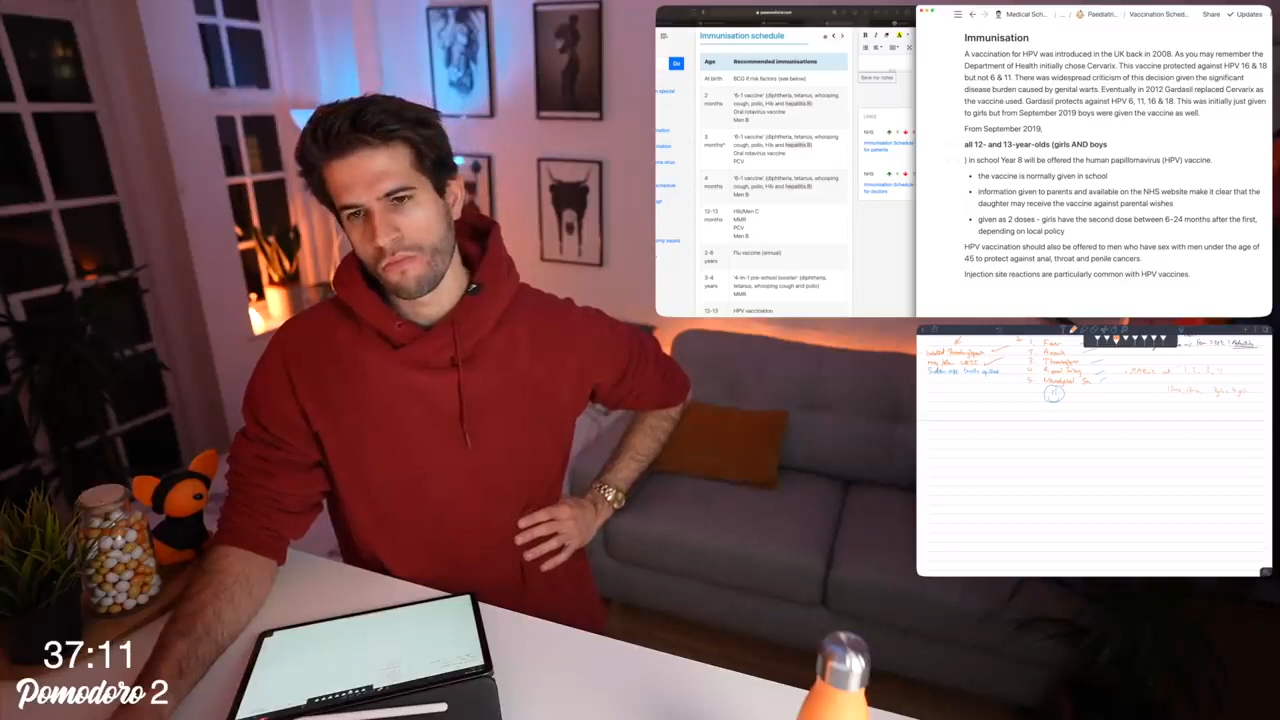 Immunisation schedule
Go
Age Recommended immunisations
At birth BCG if risk factors (see below)
2 months '6-1 vaccine' (diphtheria, tetanus, whooping
cough, polio, Hib and hepatitis B)
Oral rotavirus vaccine
Men B
3 months* '6-1 vaccine' (diphtheria, tetanus, whooping
cough, polio, Hib and hepatitis B)
Oral rotavirus vaccine
PCV
4 months '6-1 vaccine' (diphtheria, tetanus, whooping
cough, polio, Hib and hepatitis B)
Men B
12-13 months Hib/Men C
MMR
PCV
Men B
2-8 years Flu vaccine (annual)
3-4 years '4-in-1 pre-school booster' (diphtheria,
tetanus, whooping cough and polio)
MMR
12-13 HPV vaccination
Save my notes
LINKS
NHS
Immunisation Schedule
for patients
NHS
Immunisation Schedule
for doctors
Medical Sch... / ... / Paediatri... / Vaccination Sched... Share Updates
Immunisation
A vaccination for HPV was introduced in the UK back in 2008. As you may remember the
Department of Health initially chose Cervarix. This vaccine protected against HPV 16 & 18
but not 6 & 11. There was widespread criticism of this decision given the significant
disease burden caused by genital warts. Eventually in 2012 Gardasil replaced Cervarix as
the vaccine used. Gardasil protects against HPV 6, 11, 16 & 18. This was initially just given
to girls but from September 2019 boys were given the vaccine as well.
From September 2019,
all 12- and 13-year-olds (girls AND boys
) in school Year 8 will be offered the human papillomavirus (HPV) vaccine.
• the vaccine is normally given in school
• information given to parents and available on the NHS website make it clear that the
daughter may receive the vaccine against parental wishes
• given as 2 doses - girls have the second dose between 6-24 months after the first,
depending on local policy
HPV vaccination should also be offered to men who have sex with men under the age of
45 to protect against anal, throat and penile cancers.
Injection site reactions are particularly common with HPV vaccines.
37:11
Pomodoro 2